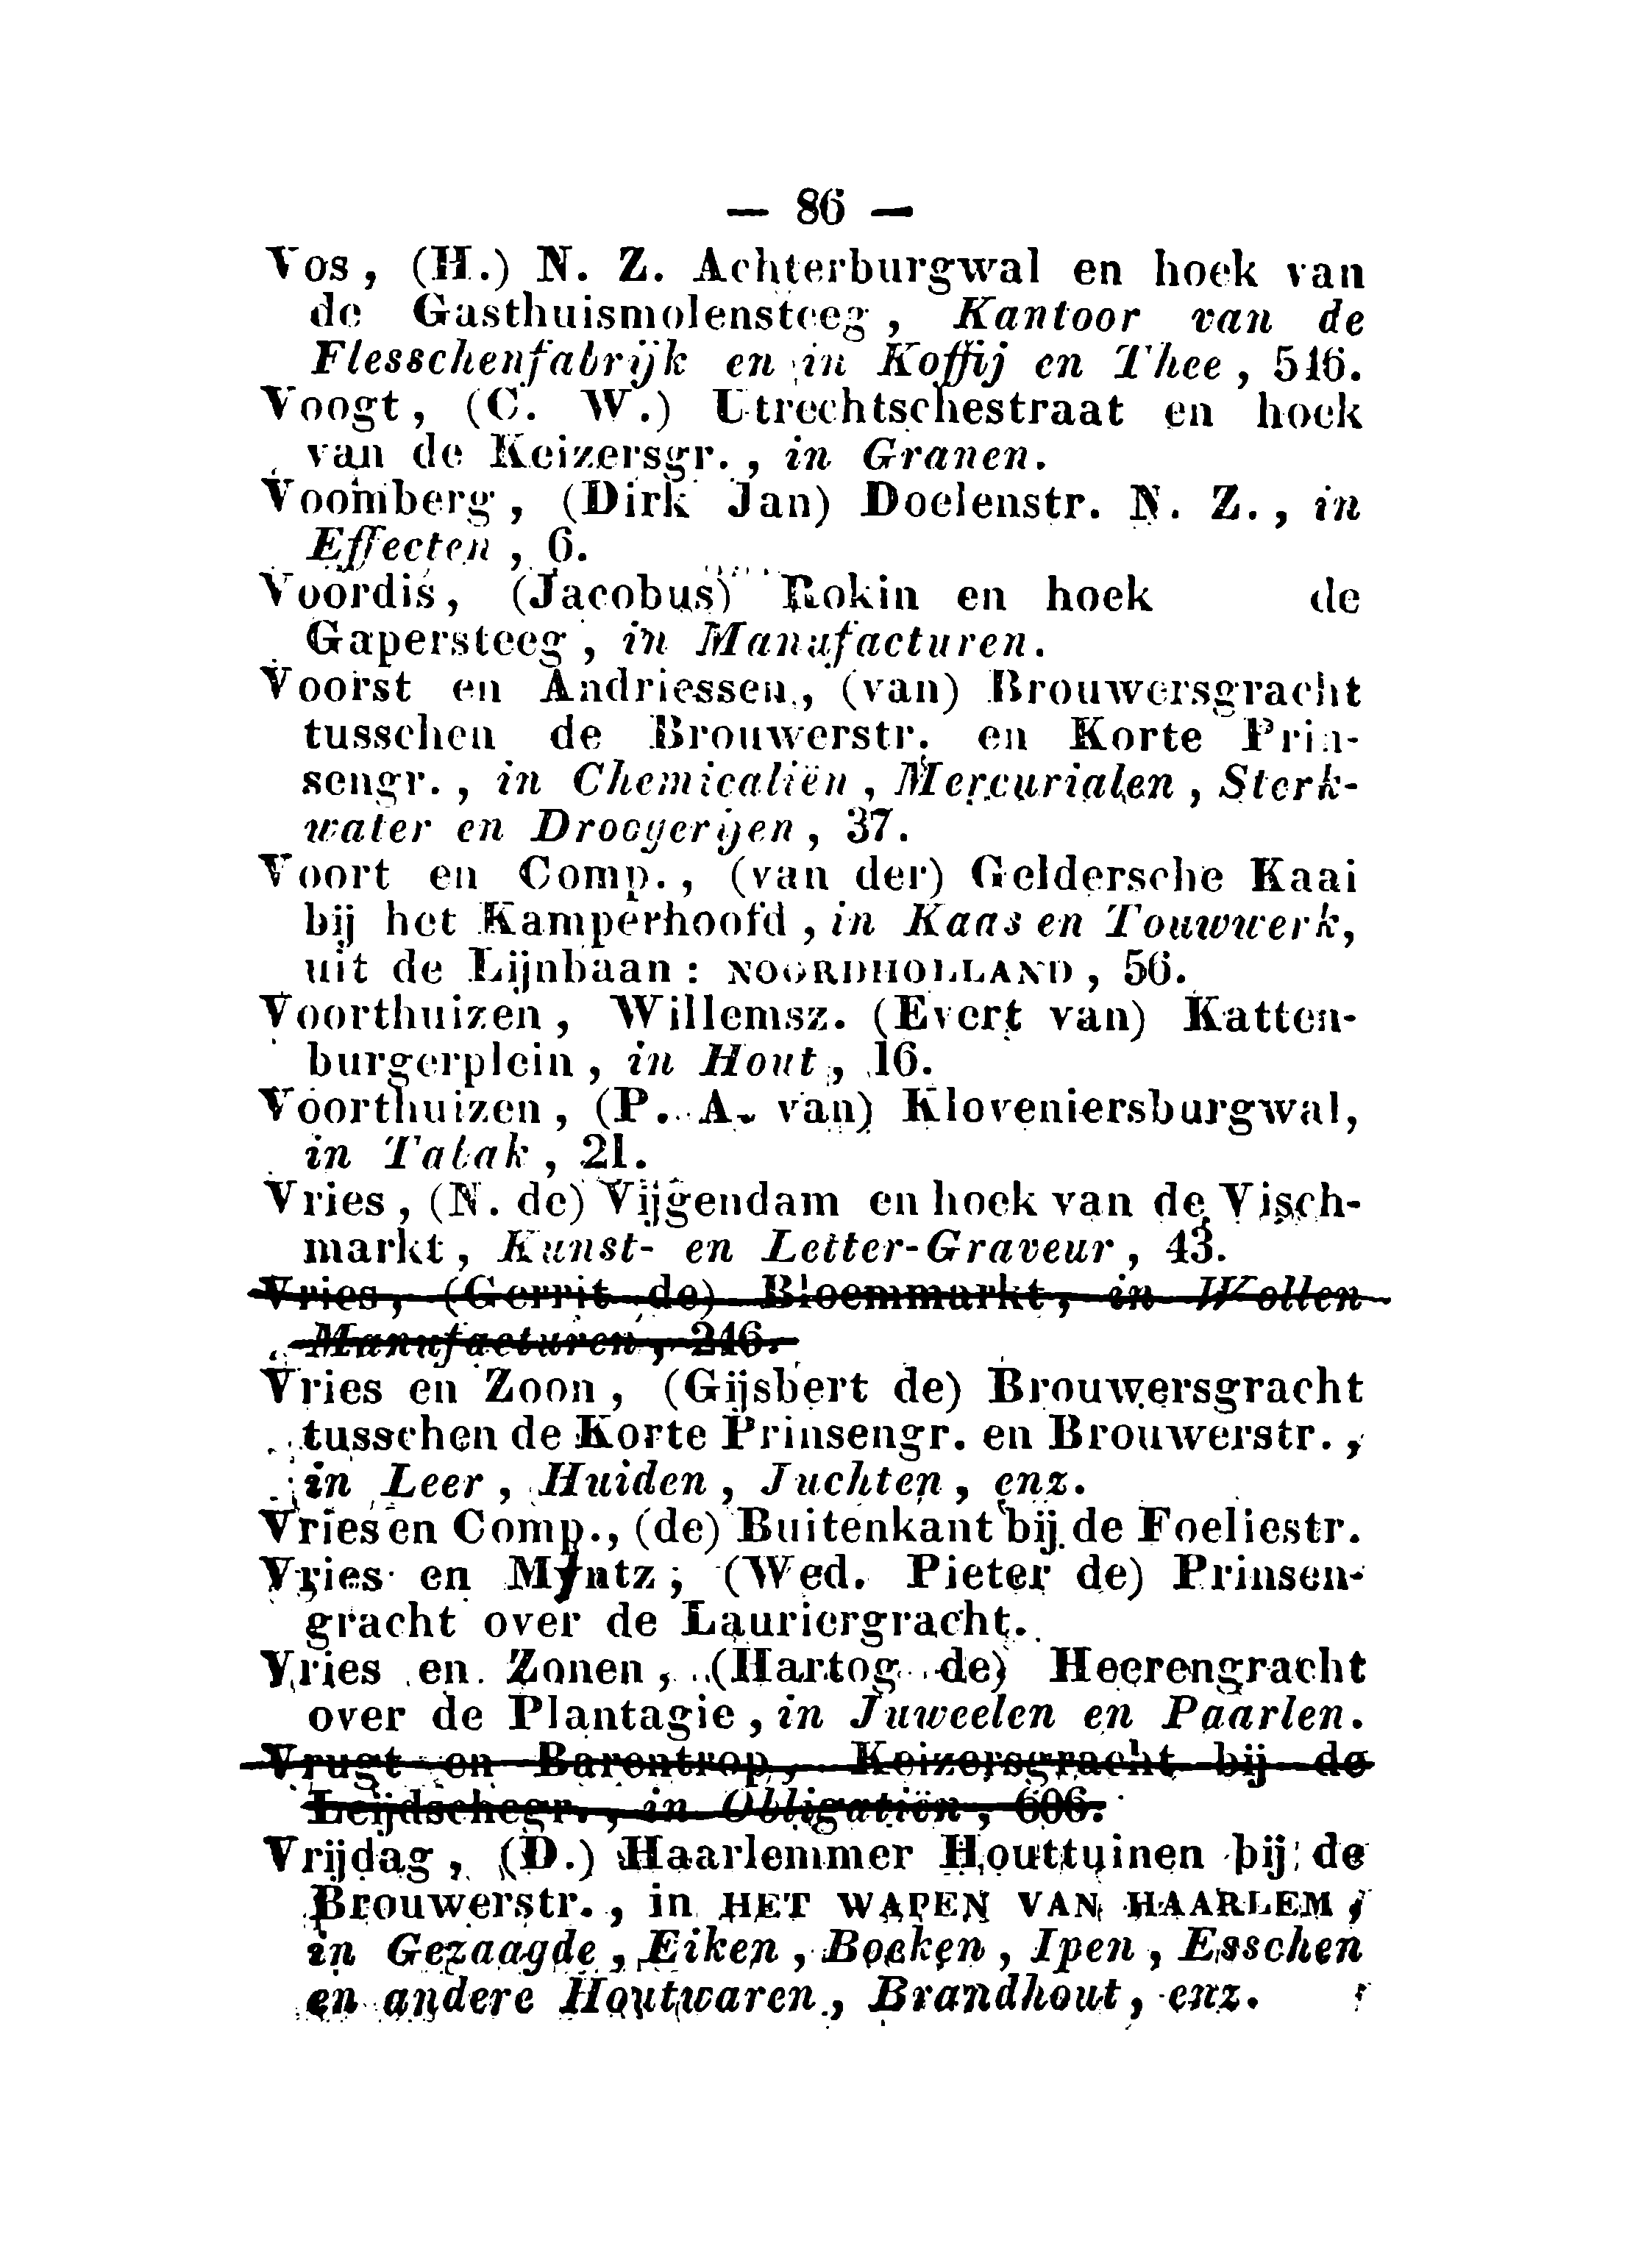 — 86 —
Vos, (H.) N. Z. Achterburgwal en hoek van
de Gasthuismolensteeg, Kantoor van de
Flesschenfabrijk en in Koffij en Thee, 516.
Voogt, (C. W.) Utrechtschestraat en hoek
van de Keizersgr., in Granen.
Voomberg, (Dirk Jan) Doelenstr. N. Z., in
Effecten, 6.
Voordis, (Jacobus) Rokin en hoek de
Gapersteeg, in Manufacturen.
Voorst en Andriessen, (van) Brouwersgracht
tusschen de Brouwerstr. en Korte Prin-
sengr., in Chemicaliën, Mercurialen, Sterk-
water en Droogerijen, 37.
Voort en Comp., (van der) Geldersche Kaai
bij het Kamperhoofd, in Kaas en Touwwerk,
uit de Lijnbaan: NOORDHOLLAND, 56.
Voorthuizen, Willemsz. (Evert van) Katten-
burgerplein, in Hout, 16.
Voorthuizen, (P. A. van) Kloveniersburgwal,
in Tabak, 21.
Vries, (N. de) Vijgendam en hoek van de Visch-
markt, Kunst- en Letter-Graveur, 43.
Vries, (Gerrit de) Bloemmarkt, in Wollen
Manufacturen, 246.
Vries en Zoon, (Gijsbert de) Brouwersgracht
tusschen de Korte Prinsengr. en Brouwerstr.,
in Leer, Huiden, Juchten, enz.
Vries en Comp., (de) Buitenkant bij de Foeliestr.
Vries en Myntz, (Wed. Pieter de) Prinsen-
gracht over de Lauriergracht.
Vries en Zonen, (Hartog de) Heerengracht
over de Plantagie, in Juweelen en Paarlen.
Vrugt en Barentrop, Keizersgracht bij de
Leijdschegr., in Obligatiën, 606.
Vrijdag, (D.) Haarlemmer Houttuinen bij de
Brouwerstr., in HET WAPEN VAN HAARLEM,
in Gezaagde, Eiken, Boeken, Ipen, Esschen
en andere Houtwaren, Brandhout, enz.